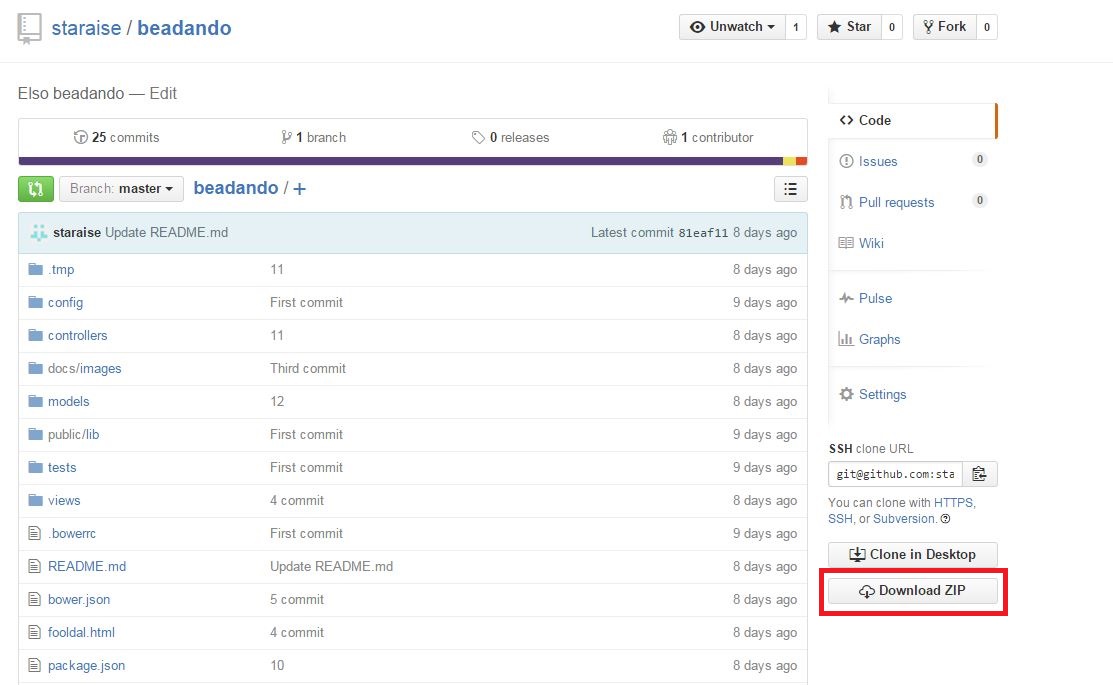 staraise / beadando
Unwatch 1 Star 0 Fork 0
Elso beadando — Edit
25 commits 1 branch 0 releases 1 contributor
Branch: master beadando / +
staraise Update README.md Latest commit 81eaf11 8 days ago
.tmp 11 8 days ago
config First commit 9 days ago
controllers 11 8 days ago
docs/images Third commit 8 days ago
models 12 8 days ago
public/lib First commit 9 days ago
tests First commit 9 days ago
views 4 commit 8 days ago
.bowerrc First commit 9 days ago
README.md Update README.md 8 days ago
bower.json 5 commit 8 days ago
fooldal.html 4 commit 8 days ago
package.json 10 8 days ago
Code
Issues 0
Pull requests 0
Wiki
Pulse
Graphs
Settings
SSH clone URL
git@github.com:sta
You can clone with HTTPS,
SSH, or Subversion.
Clone in Desktop
Download ZIP